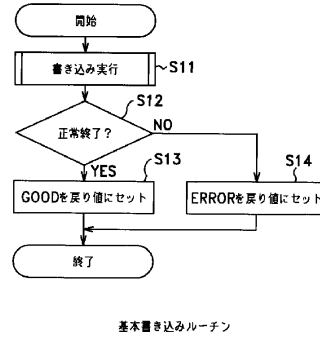 開始
書き込み実行
S11
S12
正常終了?
NO
YES
S13
S14
GOODを戻り値にセット
ERRORを戻り値にセット
終了
基本書き込みルーチン